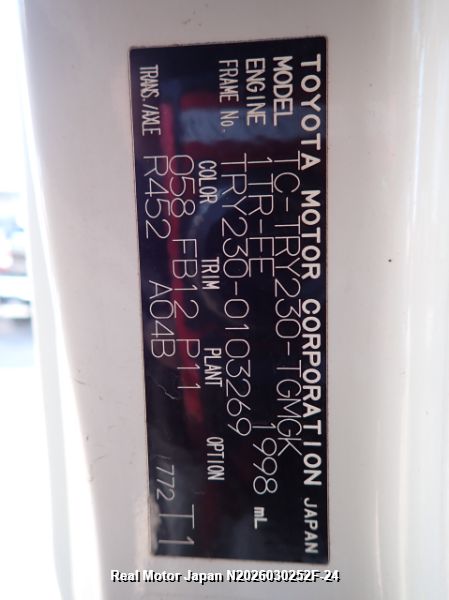 TOYOTA MOTOR CORPORATION JAPAN
MODEL TC-TRY230-TGMGK
ENGINE 1TR-FE 1998 mL
FRAME No. TRY230-0103269
COLOR TRIM PLANT OPTION
058 FB12 P11
TRANS./AXLE R452 A04B 772 T1
Real Motor Japan N2026030252F-24